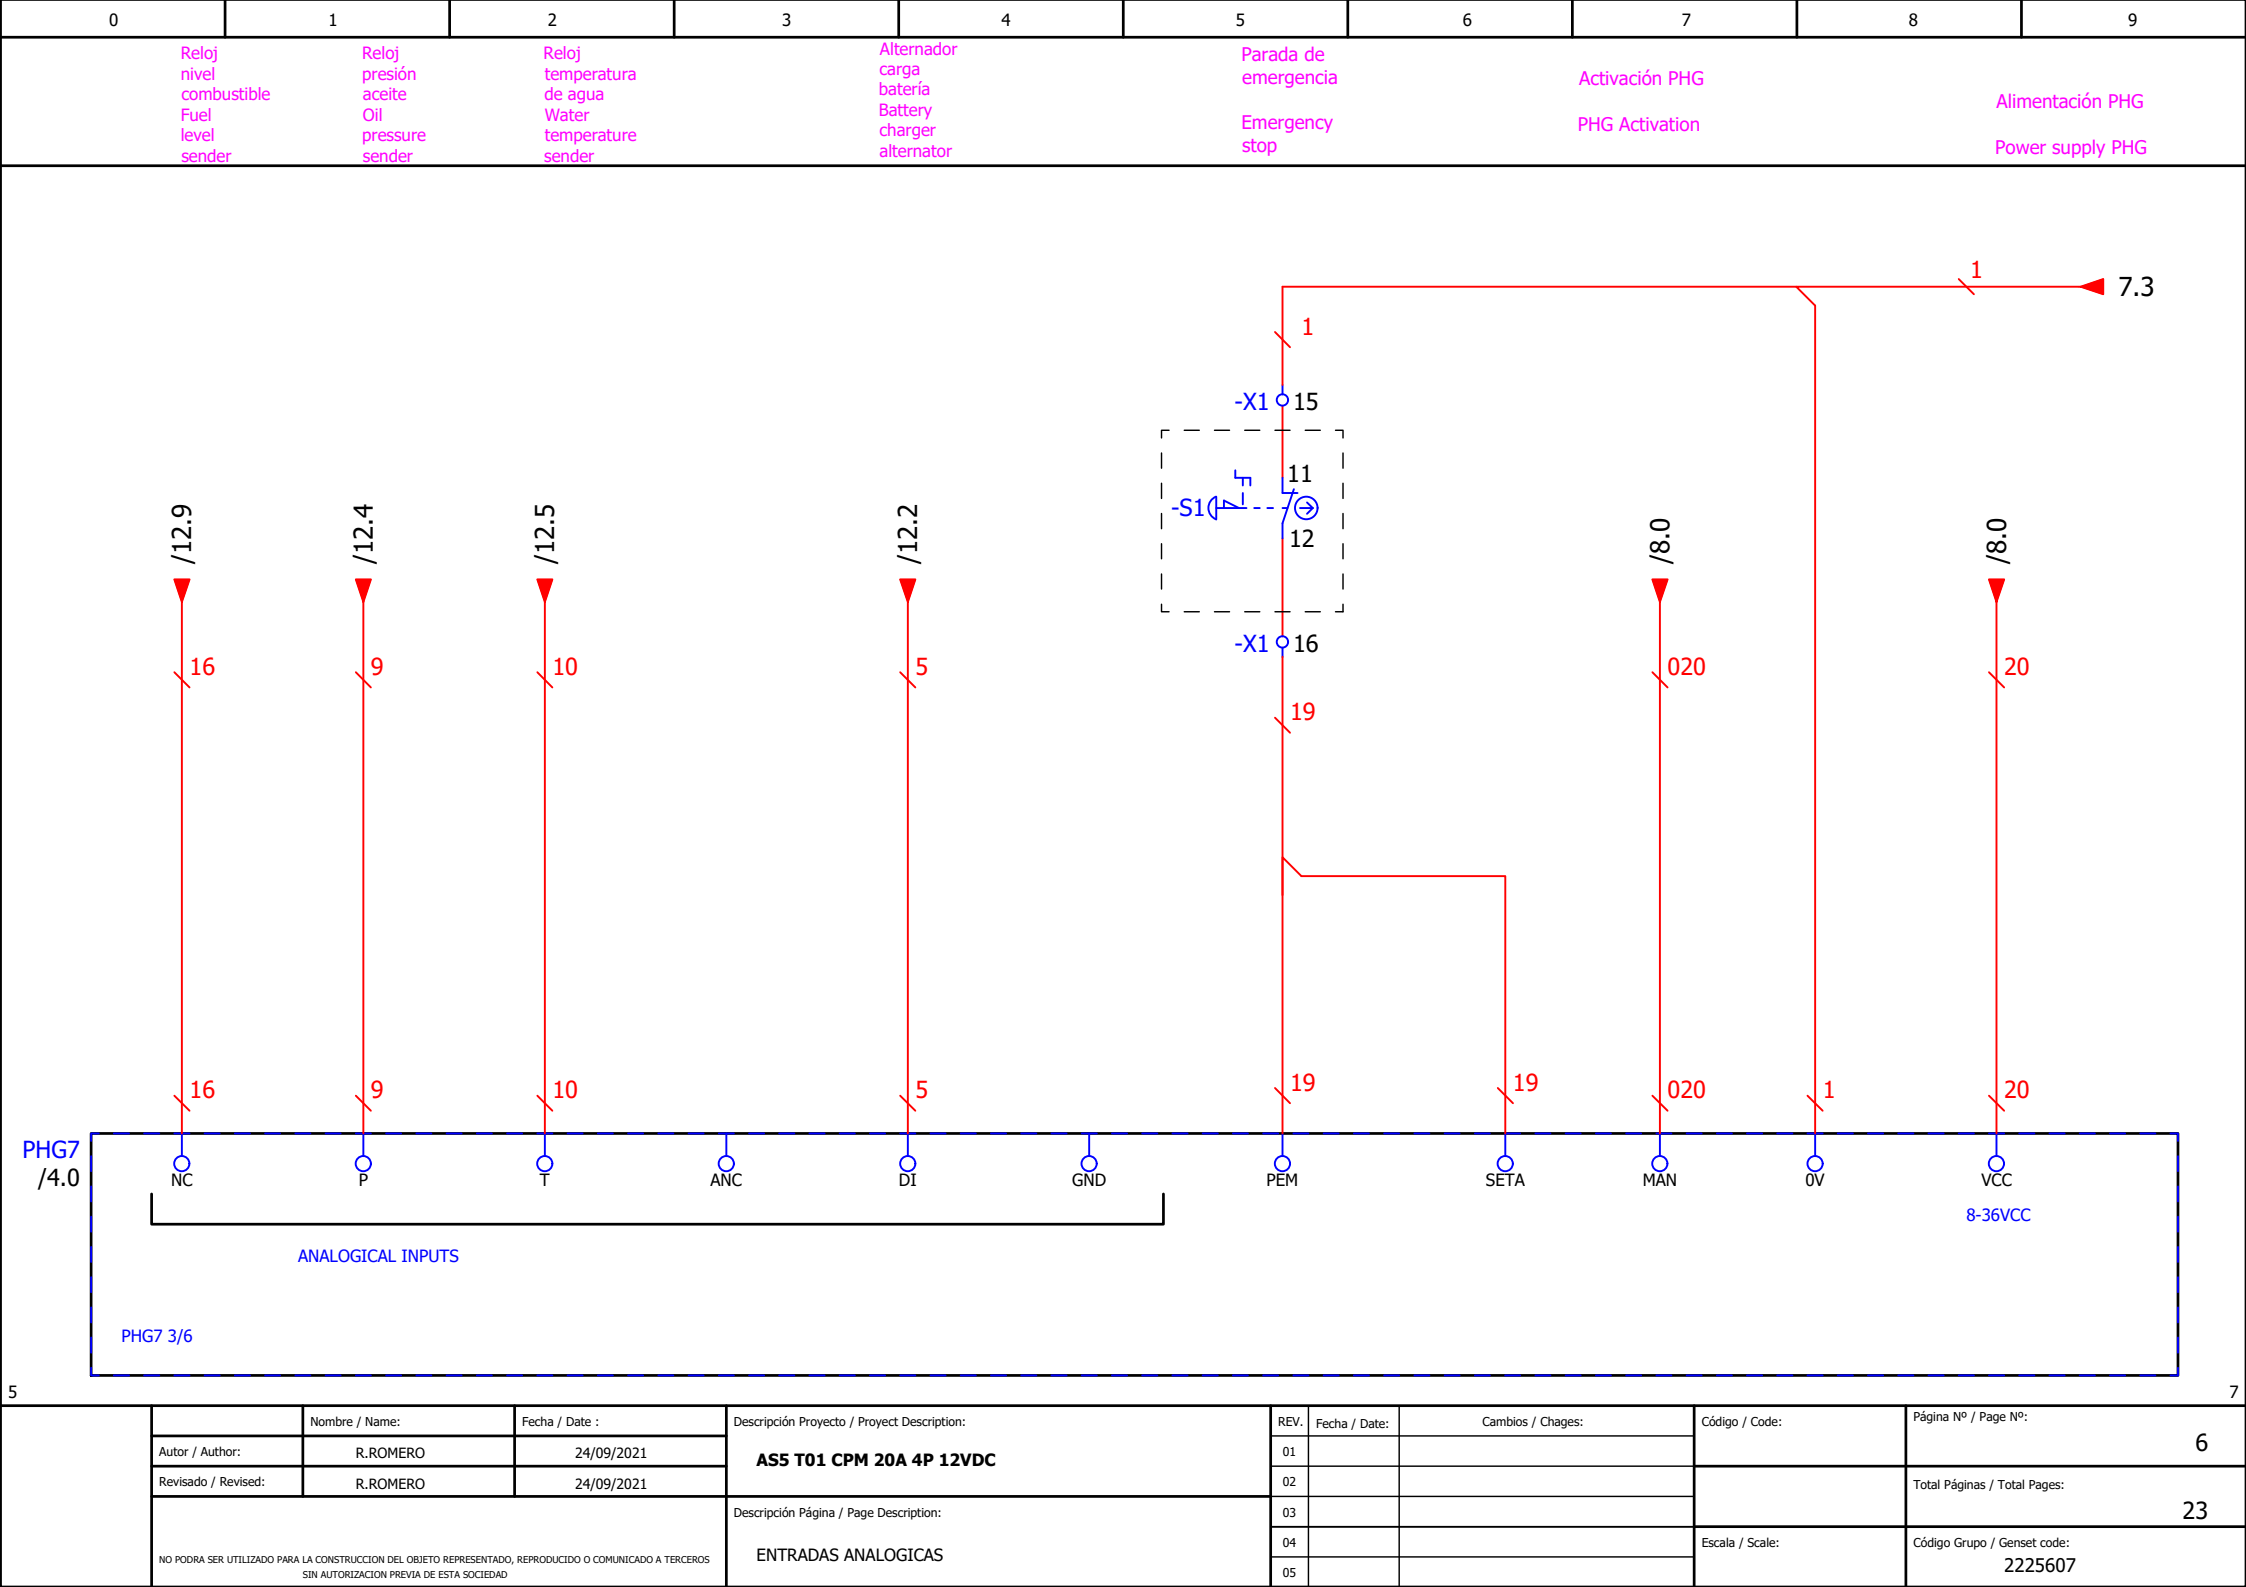 0 1 2 3 4 5 6 7 8 9
Reloj
nivel
combustible
Fuel
level
sender
Reloj
presión
aceite
Oil
pressure
sender
Reloj
temperatura
de agua
Water
temperature
sender
Alternador
carga
batería
Battery
charger
alternator
Parada de
emergencia
Emergency
stop
Activación PHG
PHG Activation
Alimentación PHG
Power supply PHG
1 7.3
1
-X1 15
11
-S1
12
/12.9 /12.4 /12.5 /12.2 /8.0 /8.0
-X1 16
16 9 10 5 020 20
19
16 9 10 5 19 19 020 1 20
PHG7
/4.0
NC P T ANC DI GND PEM SETA MAN 0V VCC
8-36VCC
ANALOGICAL INPUTS
PHG7 3/6
5 7
Nombre / Name: Fecha / Date :
Autor / Author: R.ROMERO 24/09/2021
Revisado / Revised: R.ROMERO 24/09/2021
NO PODRA SER UTILIZADO PARA LA CONSTRUCCION DEL OBJETO REPRESENTADO, REPRODUCIDO O COMUNICADO A TERCEROS
SIN AUTORIZACION PREVIA DE ESTA SOCIEDAD
Descripción Proyecto / Proyect Description:
AS5 T01 CPM 20A 4P 12VDC
Descripción Página / Page Description:
ENTRADAS ANALOGICAS
REV. Fecha / Date: Cambios / Chages:
01
02
03
04
05
Código / Code:
Escala / Scale:
Página Nº / Page Nº:
6
Total Páginas / Total Pages:
23
Código Grupo / Genset code:
2225607